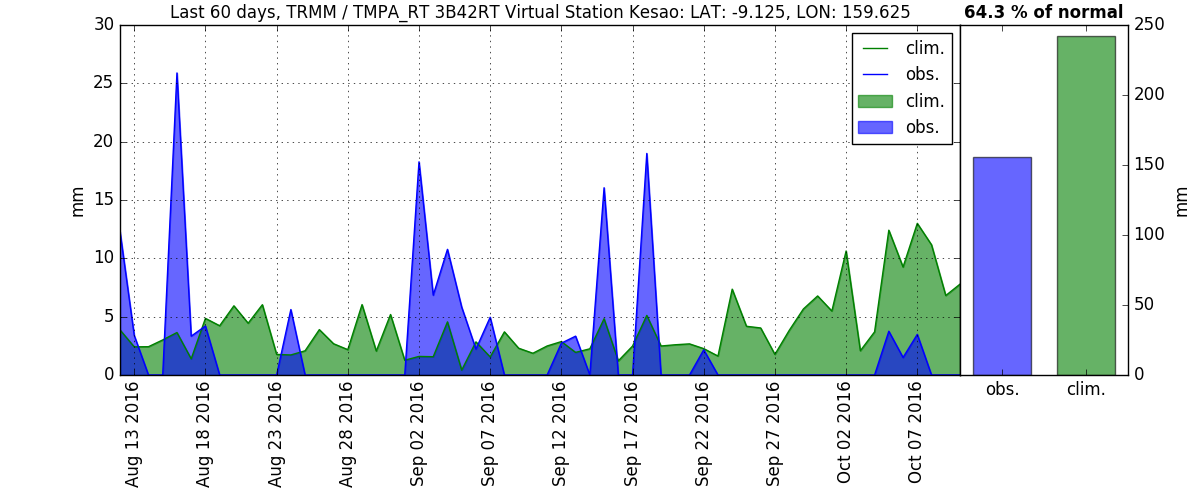 Last 60 days, TRMM / TMPA_RT 3B42RT Virtual Station Kesao: LAT: -9.125, LON: 159.625
64.3 % of normal
30
25
20
15
10
5
0
mm
clim.
obs.
clim.
obs.
250
200
150
100
50
0
mm
obs.
clim.
Aug 13 2016
Aug 18 2016
Aug 23 2016
Aug 28 2016
Sep 02 2016
Sep 07 2016
Sep 12 2016
Sep 17 2016
Sep 22 2016
Sep 27 2016
Oct 02 2016
Oct 07 2016